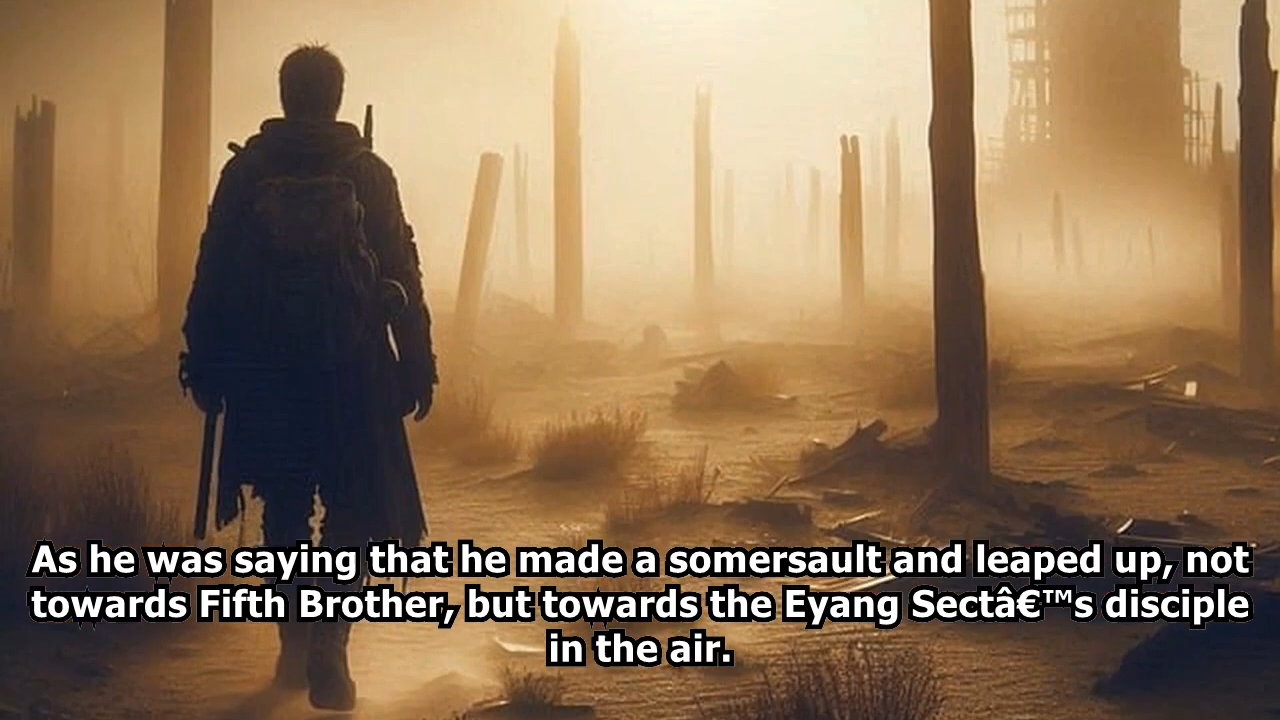 As he was saying that he made a somersault and leaped up, not
towards Fifth Brother, but towards the Eyang Sectâ€™s disciple
in the air.